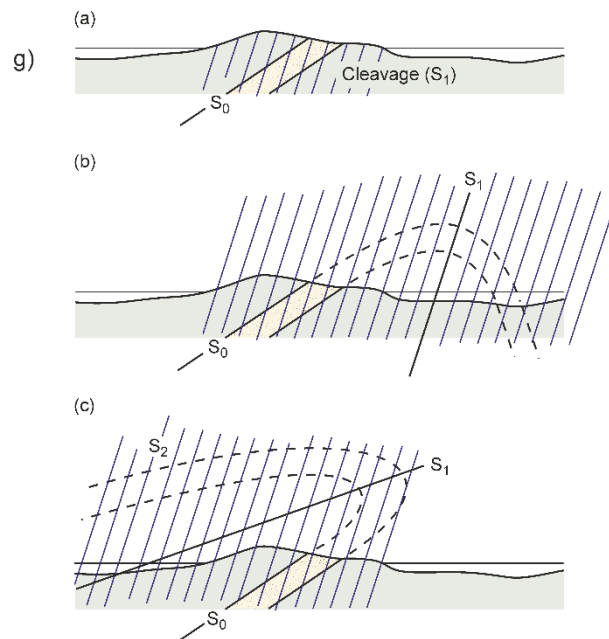 (a)
g)
Cleavage (S₁)
S₀
(b)
S₁
S₀
(c)
S₂
S₁
S₀